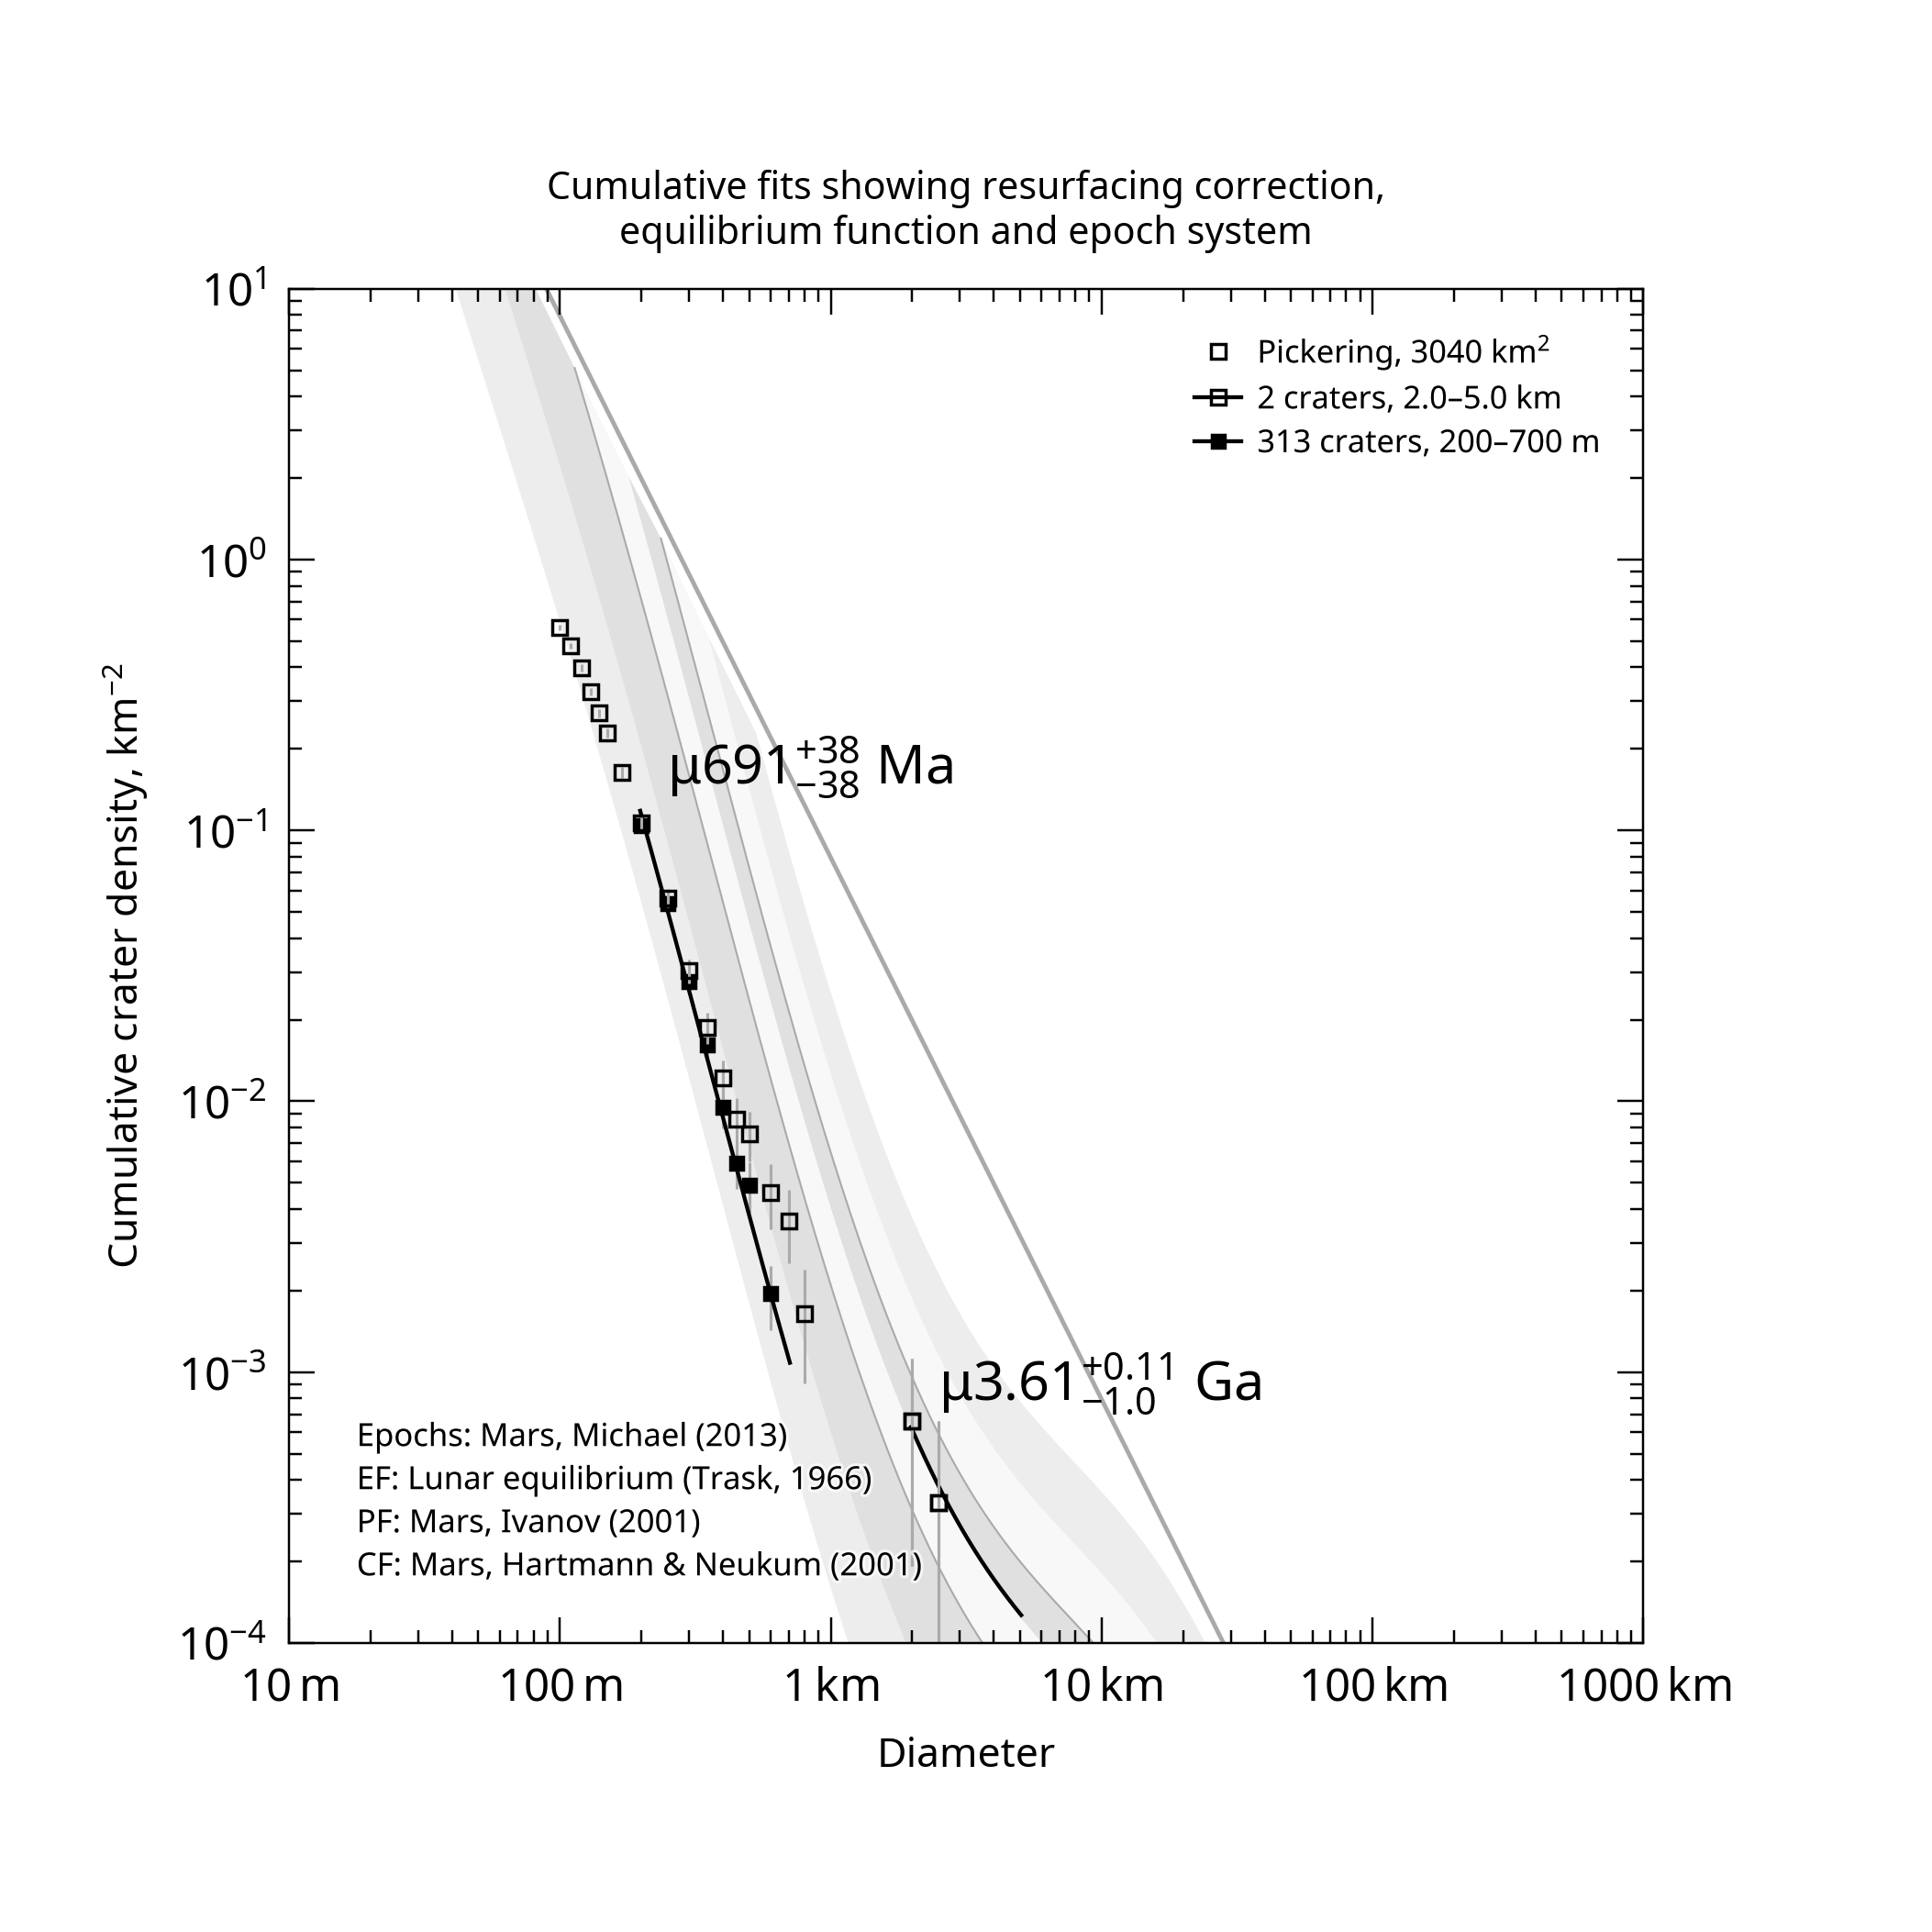 Cumulative fits showing resurfacing correction,
equilibrium function and epoch system
10¹
10⁰
10⁻¹
10⁻²
10⁻³
10⁻⁴
Cumulative crater density, km⁻²
Pickering, 3040 km²
2 craters, 2.0–5.0 km
313 craters, 200–700 m
μ691 +38 −38 Ma
μ3.61 +0.11 −1.0 Ga
Epochs: Mars, Michael (2013)
EF: Lunar equilibrium (Trask, 1966)
PF: Mars, Ivanov (2001)
CF: Mars, Hartmann & Neukum (2001)
10 m 100 m 1 km 10 km 100 km 1000 km
Diameter